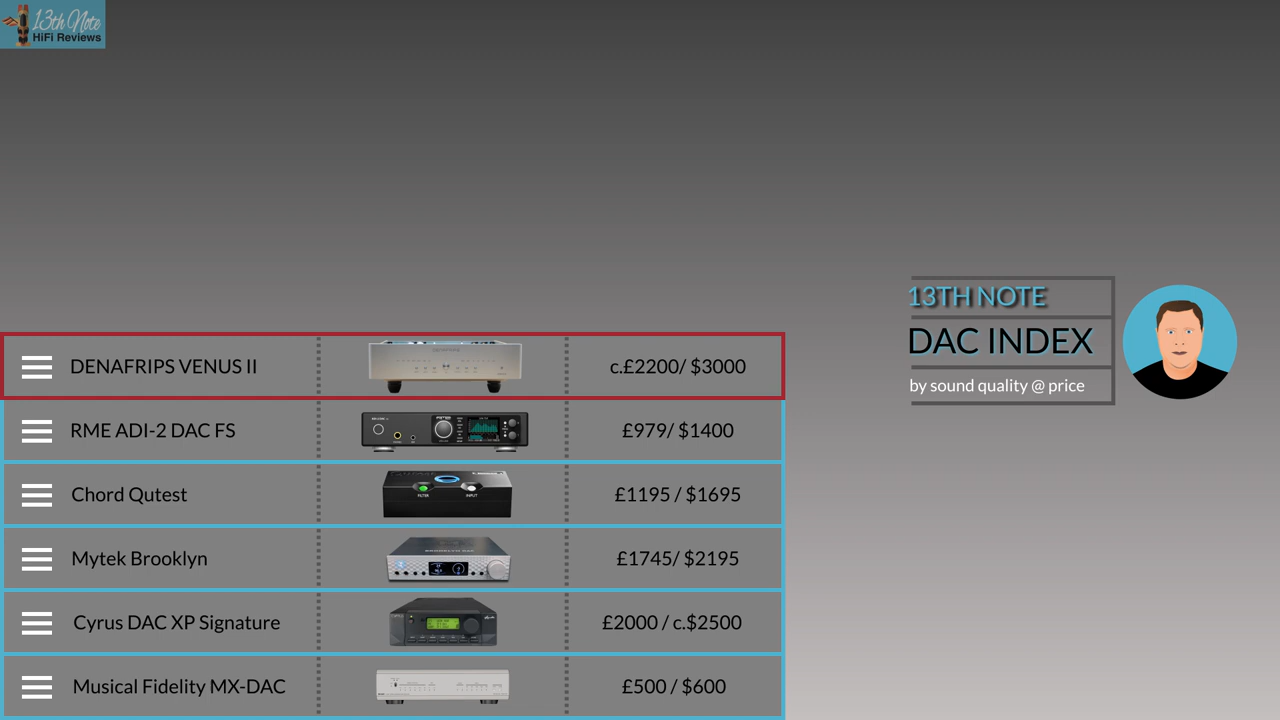 13th Note
HiFi Reviews
13TH NOTE
DAC INDEX
by sound quality @ price
DENAFRIPS VENUS II
c.£2200/ $3000
RME ADI-2 DAC FS
£979/ $1400
Chord Qutest
FILTER
INPUT
£1195 / $1695
Mytek Brooklyn
£1745/ $2195
Cyrus DAC XP Signature
£2000 / c.$2500
Musical Fidelity MX-DAC
£500 / $600